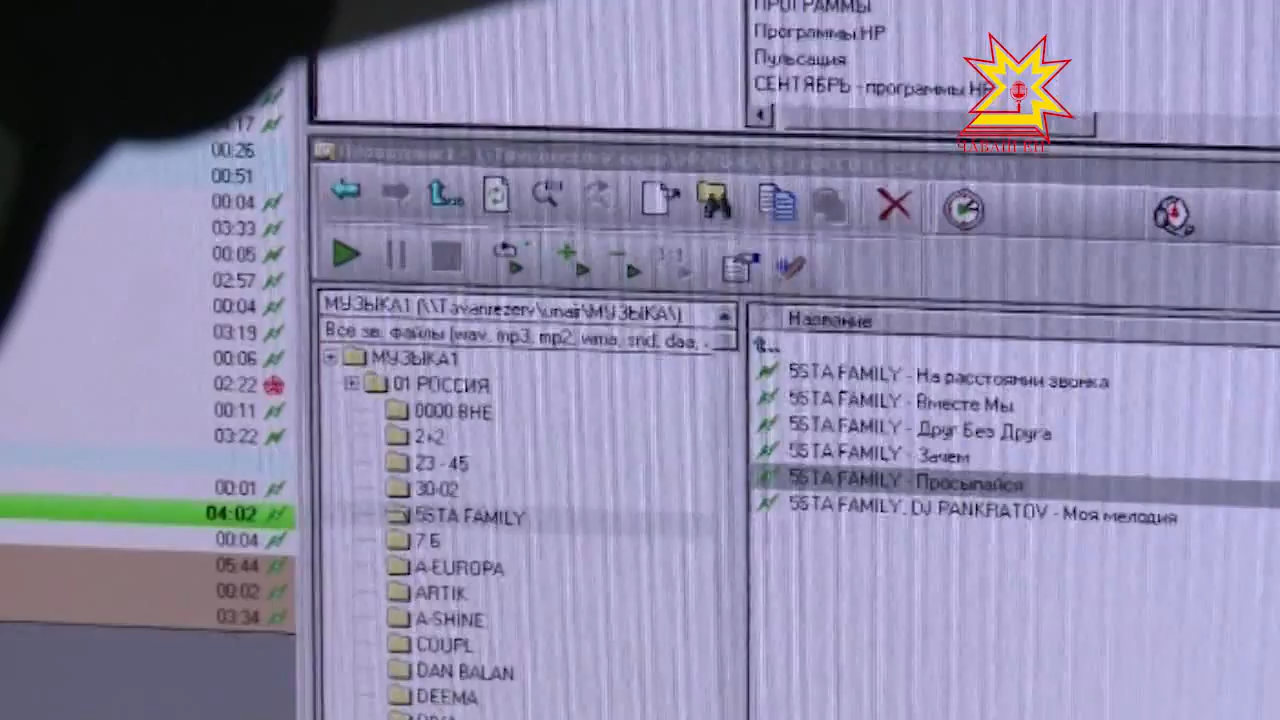 ПРОГРАММЫ
Программы НР
Пульсация
СЕНТЯБРЬ - программы НР
ЧĂВАШ ЕН
00:26
00:51
00:04
03:33
00:05
02:57
00:04
03:19
00:06
02:22
00:11
03:22
00:01
04:02
00:04
05:44
00:02
03:34
МУЗЫКА1
Все зв. файлы (wav, mp3, mp2, wma, snd, daa,
МУЗЫКА1
01 РОССИЯ
0000 ВНЕ
2+2
23 - 45
30-02
5STA FAMILY
7 Б
A-EUROPA
ARTIK
A-SHINE
COUPL
DAN BALAN
DEEMA
Название
5STA FAMILY - На расстоянии звонка
5STA FAMILY - Вместе Мы
5STA FAMILY - Друг Без Друга
5STA FAMILY - Зачем
5STA FAMILY - Просыпайся
5STA FAMILY, DJ PANKRATOV - Моя мелодия